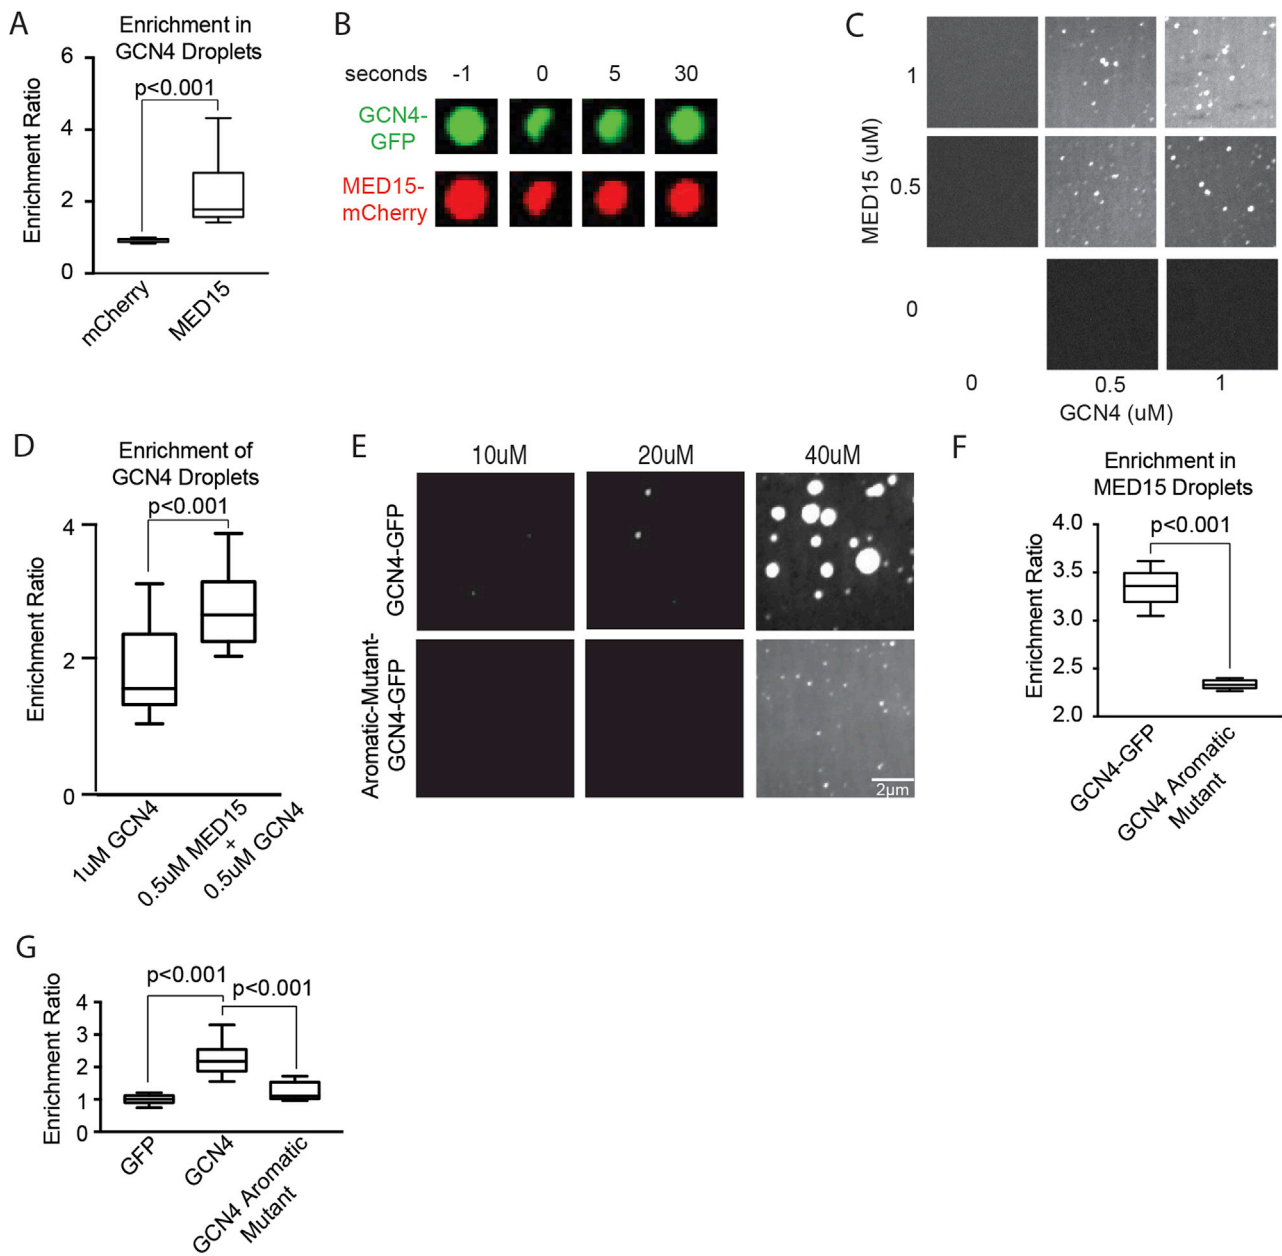 A
Enrichment in
GCN4 Droplets
Enrichment Ratio
6
4
2
0
p<0.001
mCherry
MED15
B
seconds -1 0 5 30
GCN4-
GFP
MED15-
mCherry
C
MED15 (uM)
1
0.5
0
0 0.5 1
GCN4 (uM)
D
Enrichment of
GCN4 Droplets
Enrichment Ratio
4
2
0
p<0.001
1uM GCN4
0.5uM MED15
+
0.5uM GCN4
E
10uM 20uM 40uM
GCN4-GFP
Aromatic-Mutant-
GCN4-GFP
2µm
F
Enrichment in
MED15 Droplets
Enrichment Ratio
4.0
3.5
3.0
2.5
2.0
p<0.001
GCN4-GFP
GCN4 Aromatic
Mutant
G
Enrichment Ratio
4
3
2
1
0
p<0.001
p<0.001
GFP
GCN4
GCN4 Aromatic
Mutant